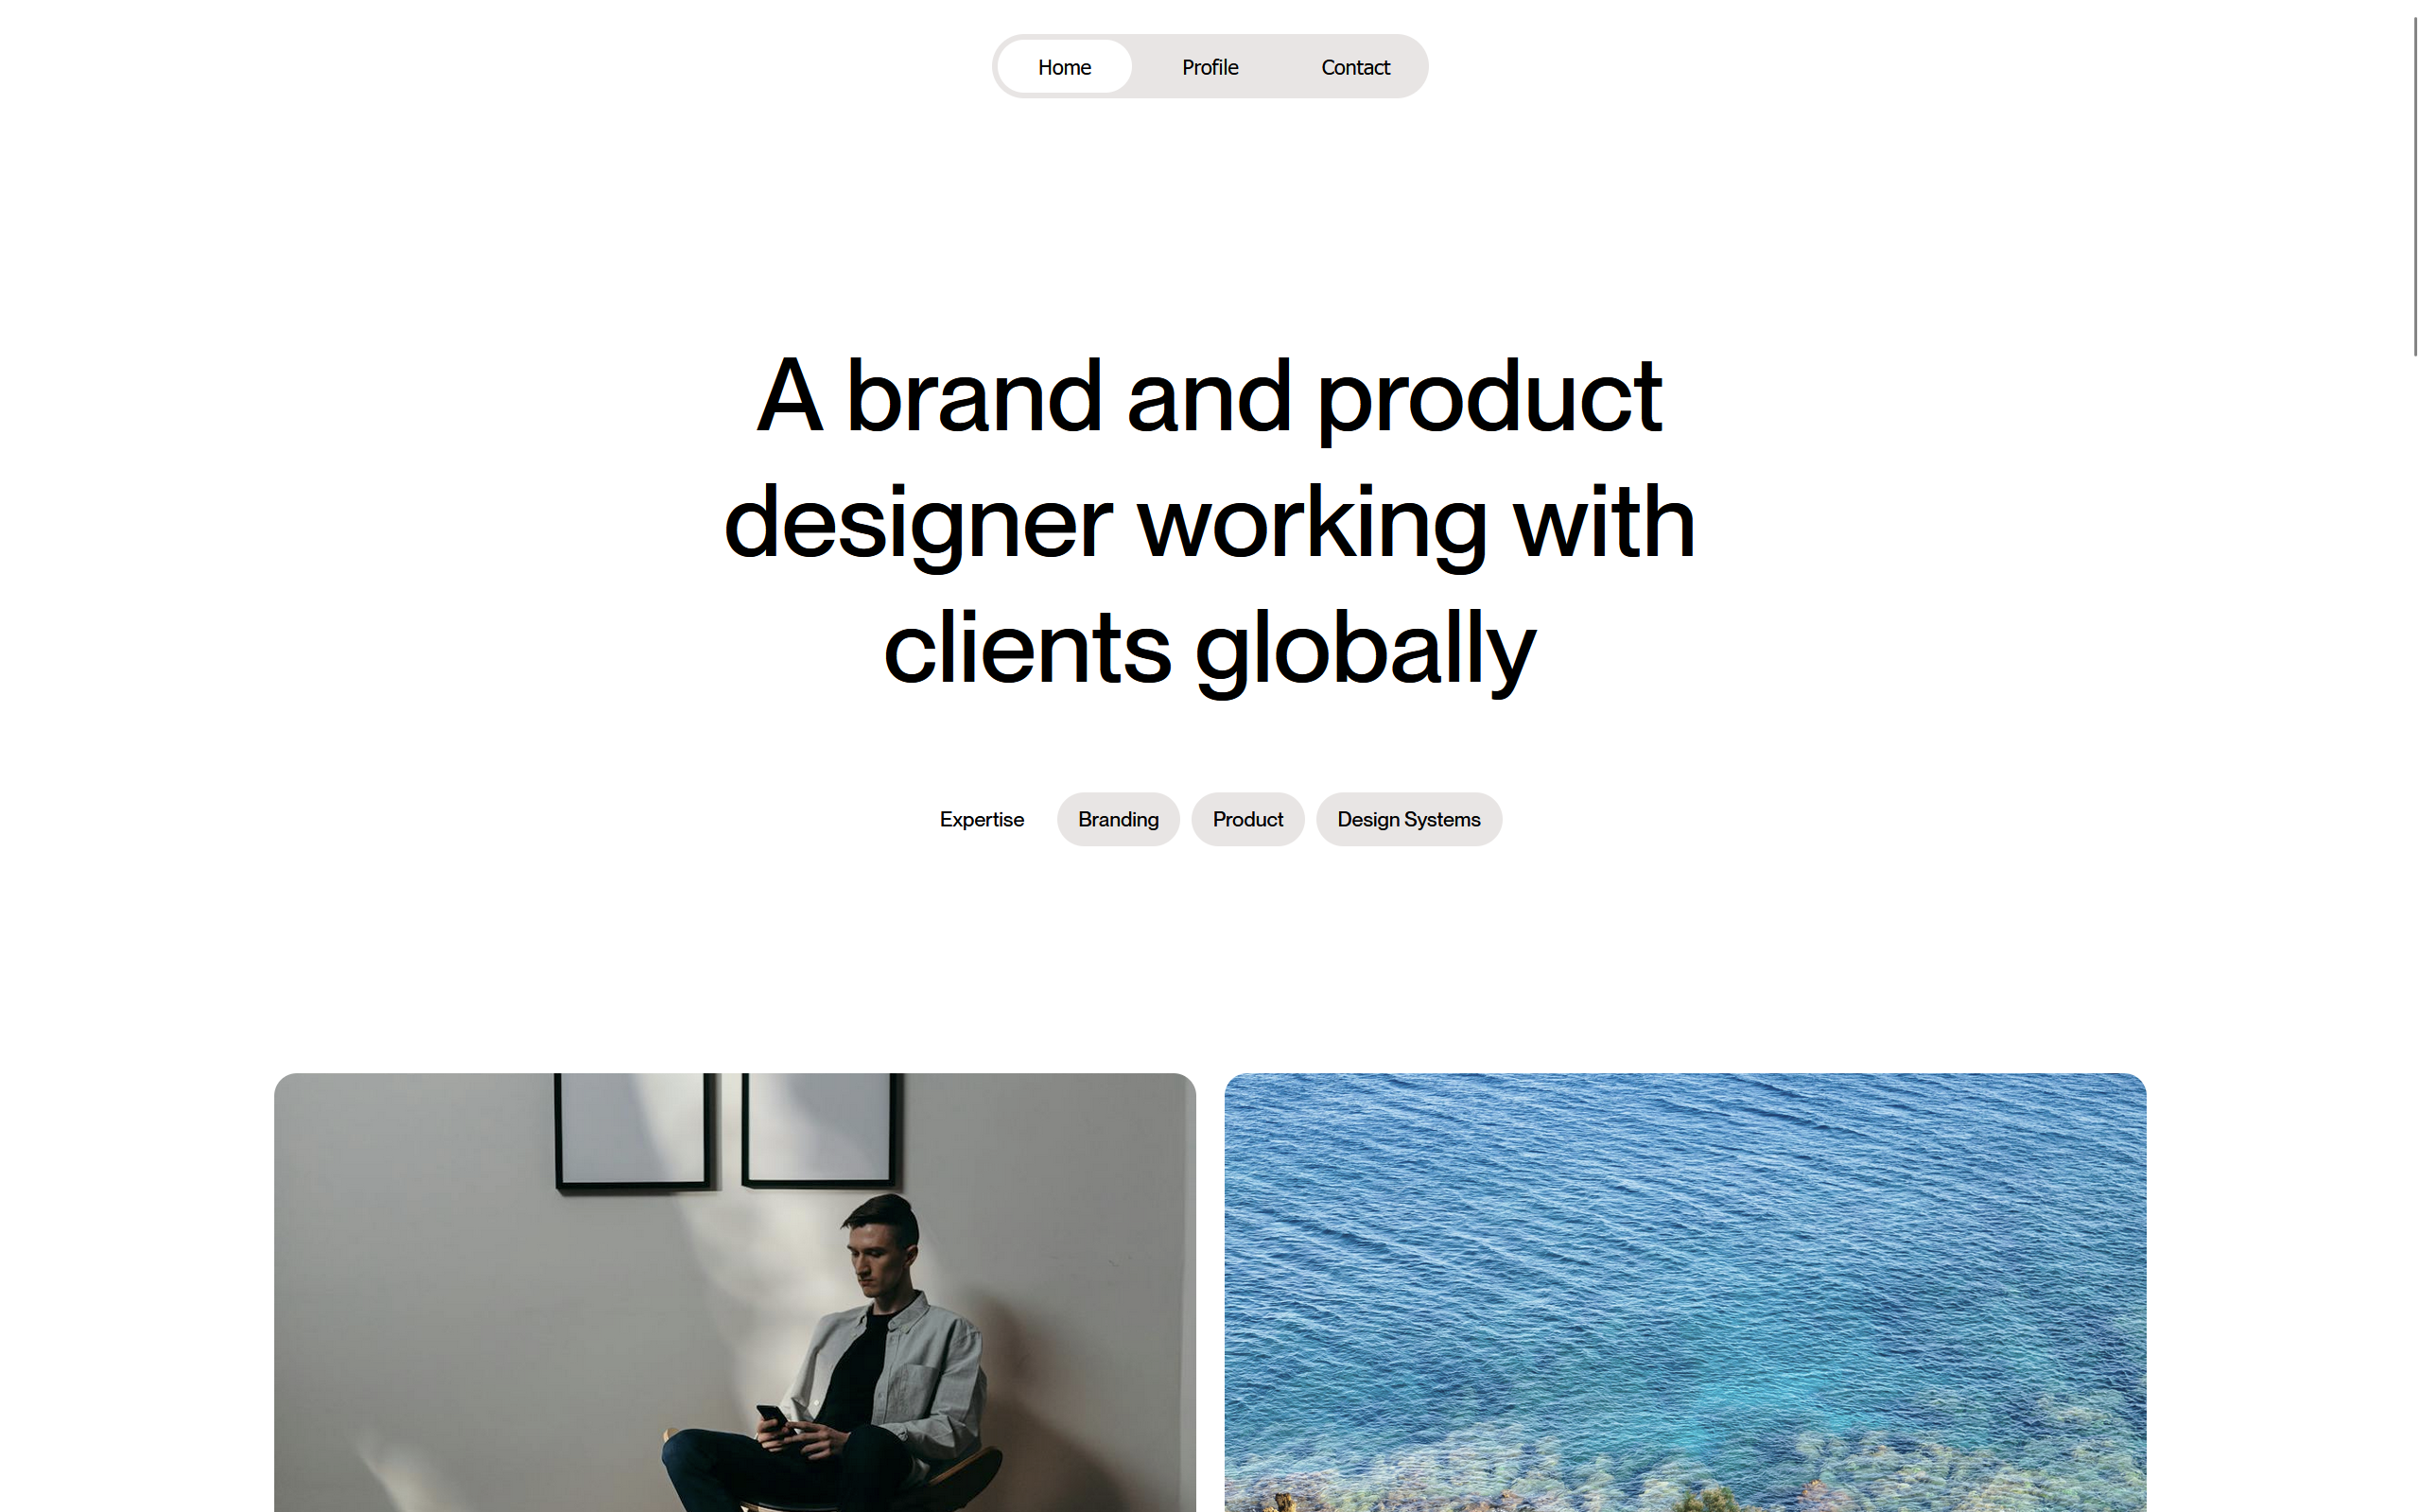 Home Profile Contact
A brand and product
designer working with
clients globally
Expertise Branding Product Design Systems